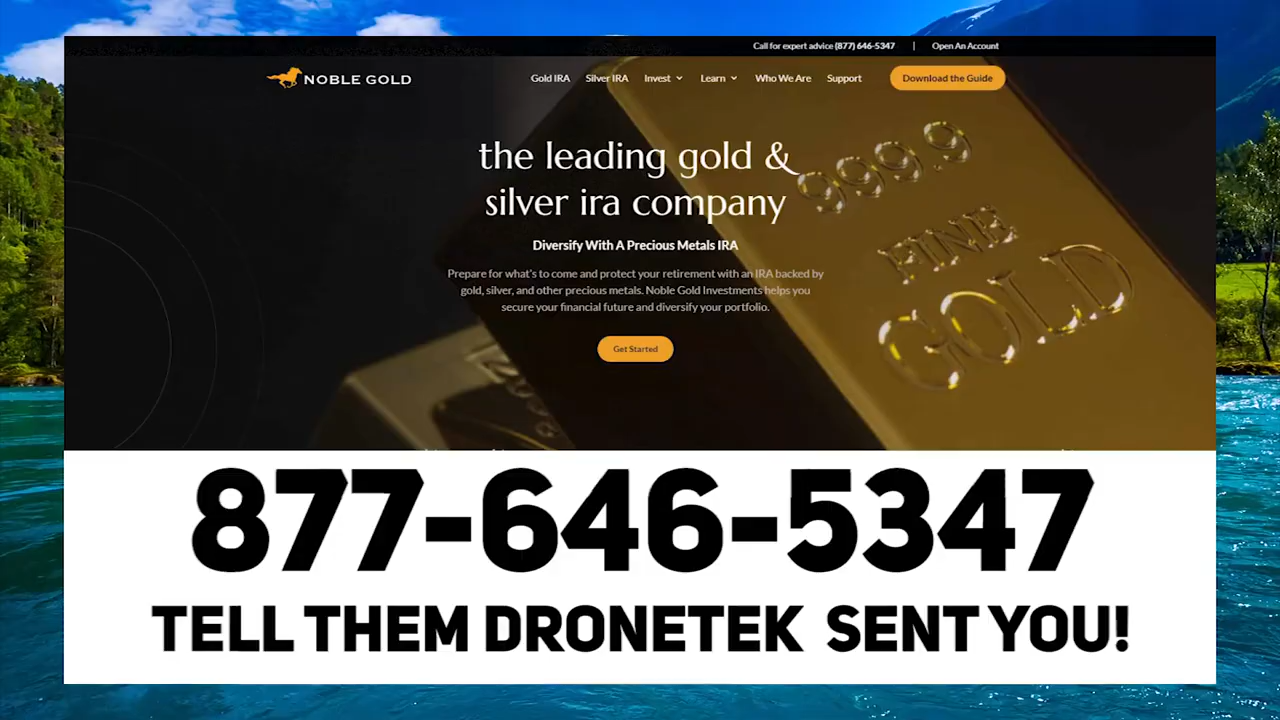 Call for expert advice (877) 646-5347 | Open An Account
NOBLE GOLD
Gold IRA Silver IRA Invest Learn Who We Are Support Download the Guide
the leading gold &
silver ira company
Diversify With A Precious Metals IRA
Prepare for what's to come and protect your retirement with an IRA backed by
gold, silver, and other precious metals. Noble Gold Investments helps you
secure your financial future and diversify your portfolio.
Get Started
999.9
FINE
GOLD
877-646-5347
TELL THEM DRONETEK SENT YOU!